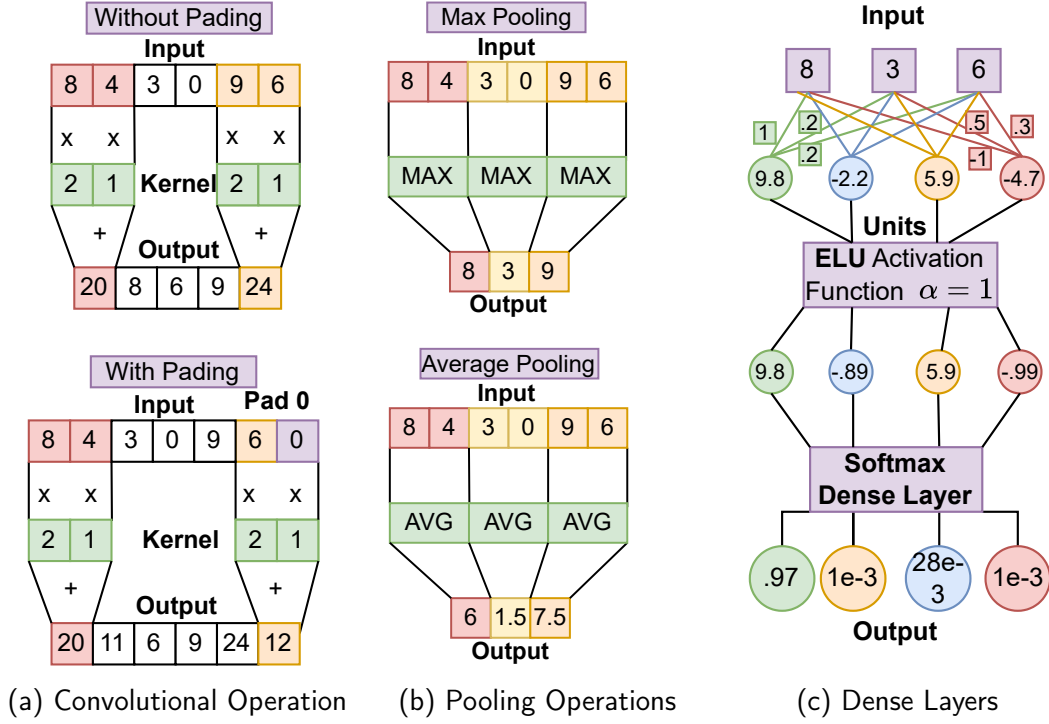 Without Pading
Input
8 4 3 0 9 6
x x x x
2 1 Kernel 2 1
+ +
Output
20 8 6 9 24
With Pading
Input Pad 0
8 4 3 0 9 6 0
x x x x
2 1 Kernel 2 1
+ +
Output
20 11 6 9 24 12
(a) Convolutional Operation
Max Pooling
Input
8 4 3 0 9 6
MAX MAX MAX
8 3 9
Output
Average Pooling
Input
8 4 3 0 9 6
AVG AVG AVG
6 1.5 7.5
Output
(b) Pooling Operations
Input
8 3 6
1 .2 .5 .3
.2 -1
9.8 -2.2 5.9 -4.7
Units
ELU Activation
Function α = 1
9.8 -.89 5.9 -.99
Softmax
Dense Layer
.97 1e-3 28e-
3 1e-3
Output
(c) Dense Layers